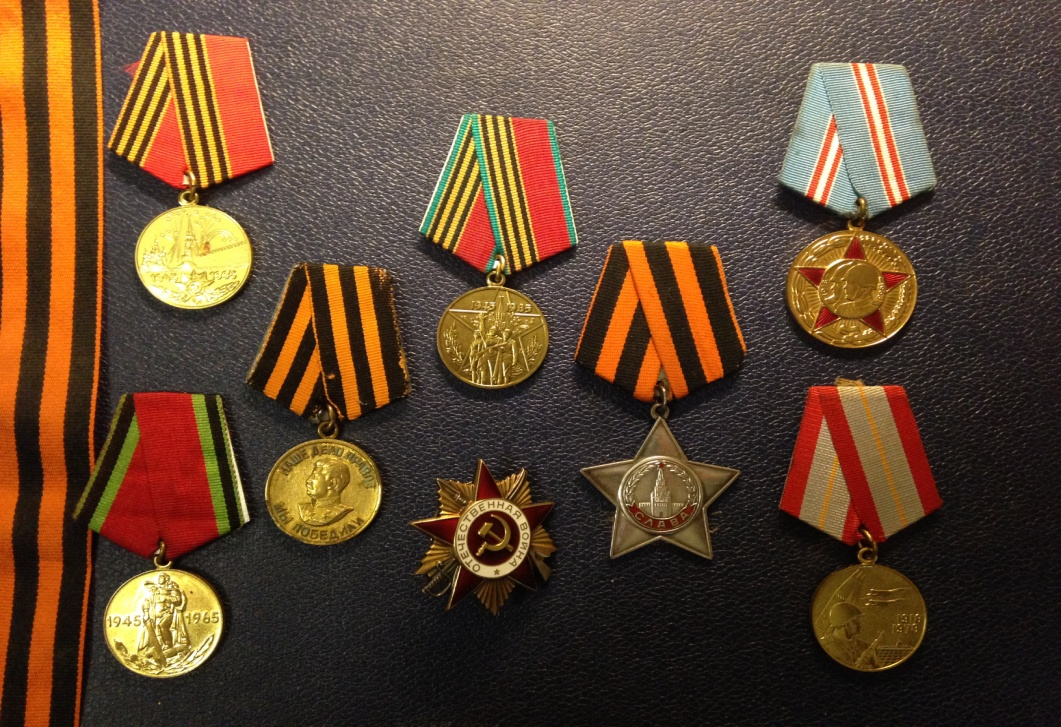 1945 1985
НАШЕ ДЕЛО ПРАВОЕ
МЫ ПОБЕДИЛИ
ОТЕЧЕСТВЕННАЯ ВОЙНА
СЛАВА
1945 1965
1918
1978